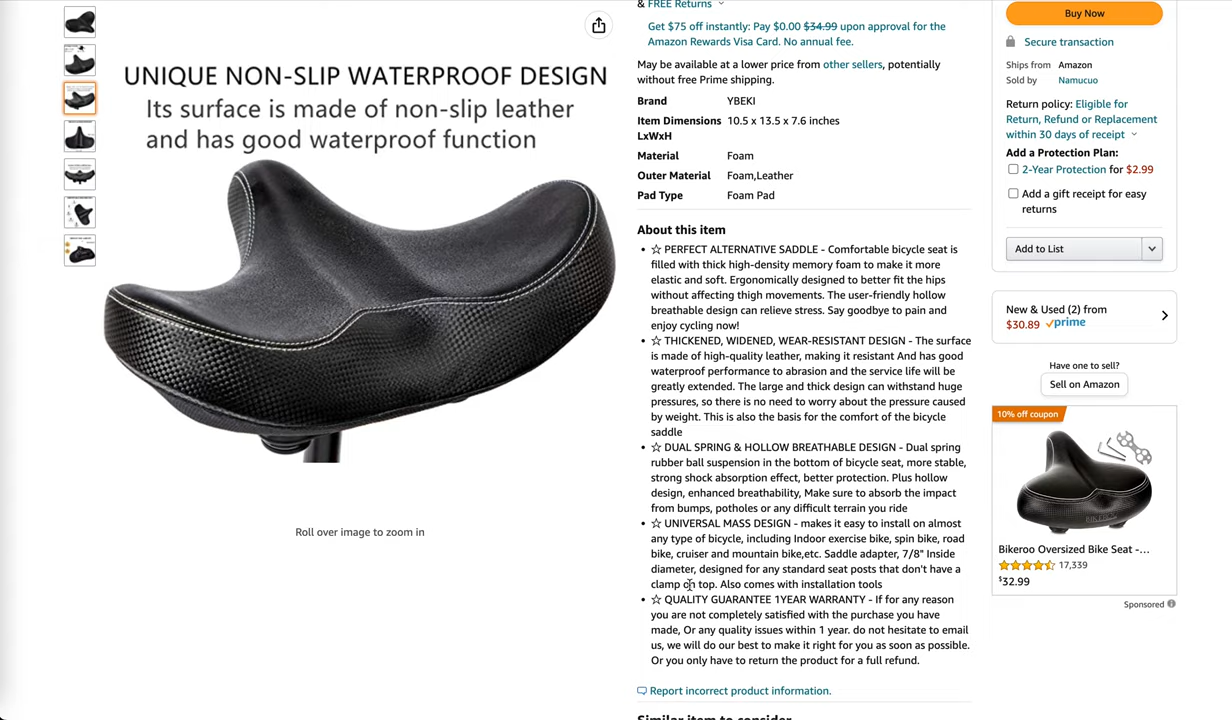 UNIQUE NON-SLIP WATERPROOF DESIGN
Its surface is made of non-slip leather
and has good waterproof function
Roll over image to zoom in
& FREE Returns
Get $75 off instantly: Pay $0.00 $34.99 upon approval for the
Amazon Rewards Visa Card. No annual fee.
May be available at a lower price from other sellers, potentially
without free Prime shipping.
Brand YBEKI
Item Dimensions 10.5 x 13.5 x 7.6 inches
LxWxH
Material Foam
Outer Material Foam,Leather
Pad Type Foam Pad
About this item
• ☆ PERFECT ALTERNATIVE SADDLE - Comfortable bicycle seat is
filled with thick high-density memory foam to make it more
elastic and soft. Ergonomically designed to better fit the hips
without affecting thigh movements. The user-friendly hollow
breathable design can relieve stress. Say goodbye to pain and
enjoy cycling now!
• ☆ THICKENED, WIDENED, WEAR-RESISTANT DESIGN - The surface
is made of high-quality leather, making it resistant And has good
waterproof performance to abrasion and the service life will be
greatly extended. The large and thick design can withstand huge
pressures, so there is no need to worry about the pressure caused
by weight. This is also the basis for the comfort of the bicycle
saddle
• ☆ DUAL SPRING & HOLLOW BREATHABLE DESIGN - Dual spring
rubber ball suspension in the bottom of bicycle seat, more stable,
strong shock absorption effect, better protection. Plus hollow
design, enhanced breathability, Make sure to absorb the impact
from bumps, potholes or any difficult terrain you ride
• ☆ UNIVERSAL MASS DESIGN - makes it easy to install on almost
any type of bicycle, including Indoor exercise bike, spin bike, road
bike, cruiser and mountain bike,etc. Saddle adapter, 7/8" Inside
diameter, designed for any standard seat posts that don't have a
clamp on top. Also comes with installation tools
• ☆ QUALITY GUARANTEE 1YEAR WARRANTY - If for any reason
you are not completely satisfied with the purchase you have
made, Or any quality issues within 1 year. do not hesitate to email
us, we will do our best to make it right for you as soon as possible.
Or you only have to return the product for a full refund.
Report incorrect product information.
Similar item to consider
Buy Now
Secure transaction
Ships from Amazon
Sold by Namucuo
Return policy: Eligible for
Return, Refund or Replacement
within 30 days of receipt
Add a Protection Plan:
2-Year Protection for $2.99
Add a gift receipt for easy
returns
Add to List
New & Used (2) from
$30.89 prime
Have one to sell?
Sell on Amazon
10% off coupon
Bikeroo Oversized Bike Seat -...
17,339
$32.99
Sponsored